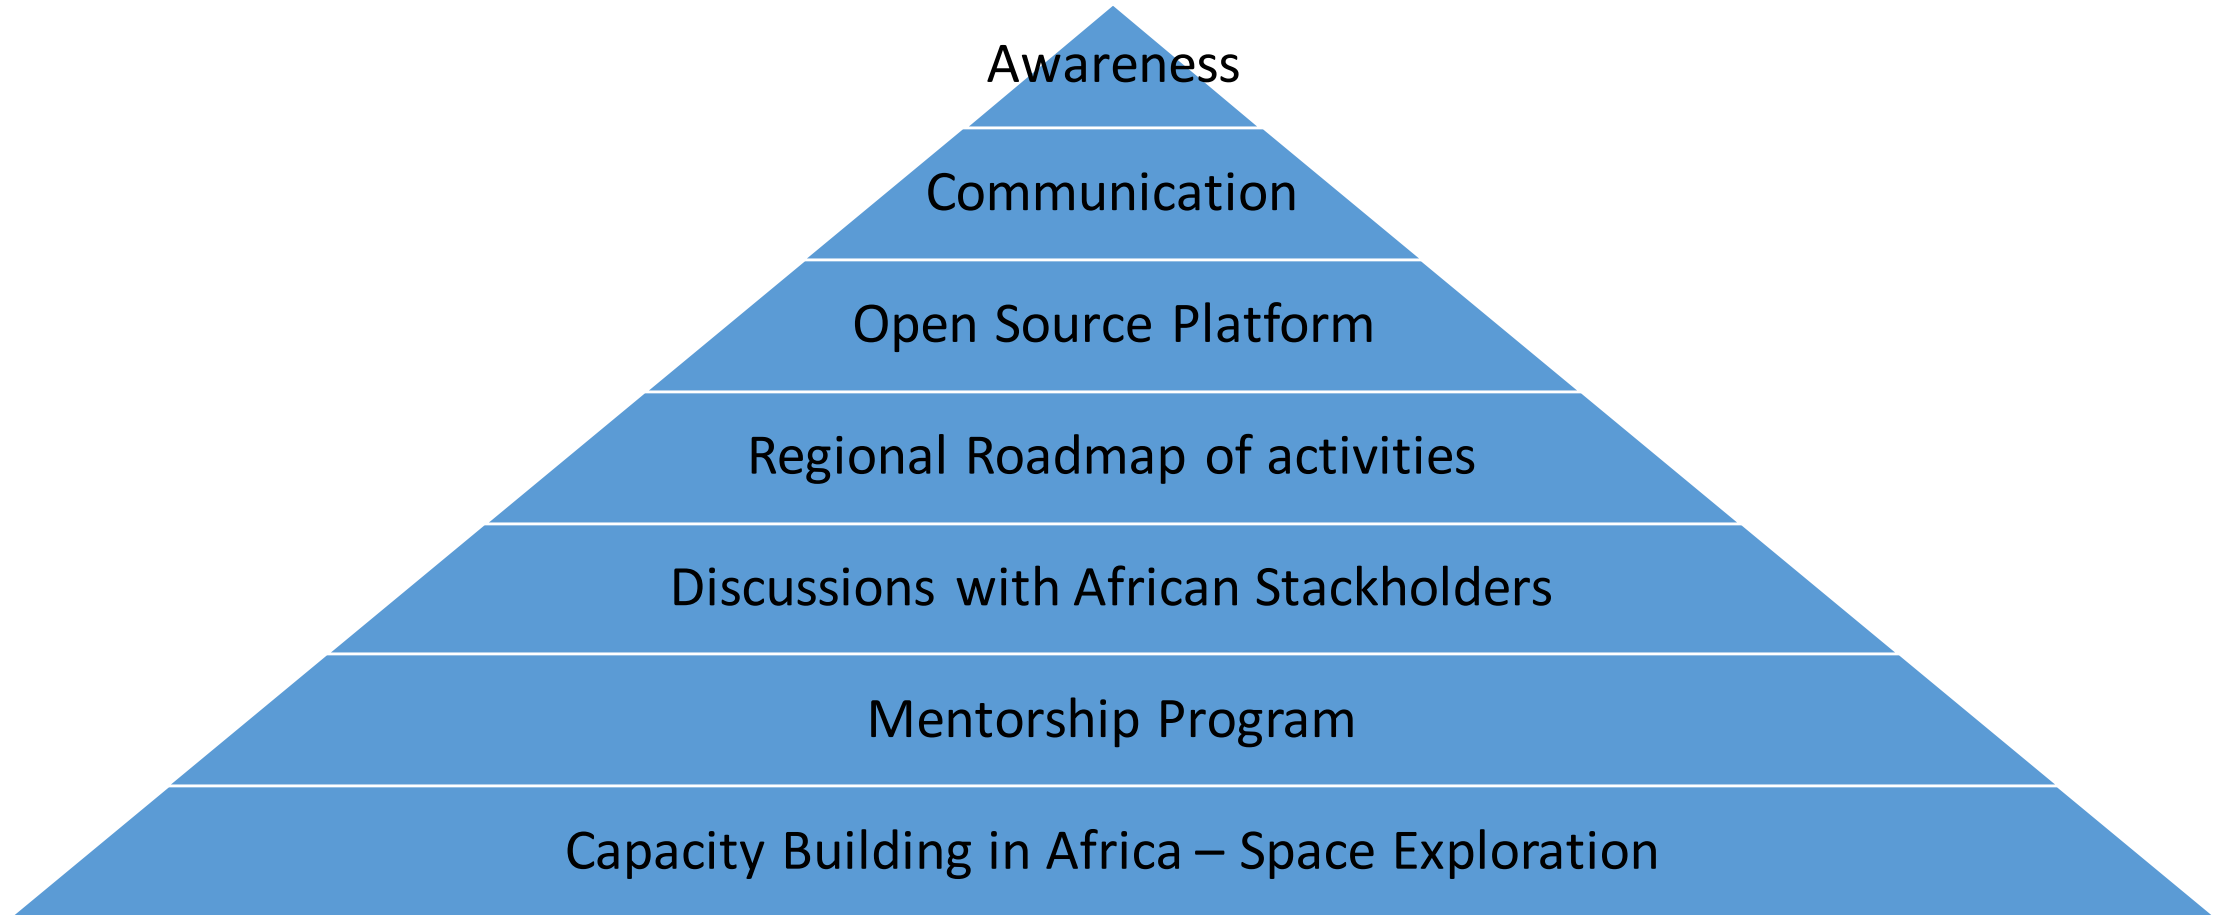 Awareness
Communication
Open Source Platform
Regional Roadmap of activities
Discussions with African Stackholders
Mentorship Program
Capacity Building in Africa – Space Exploration